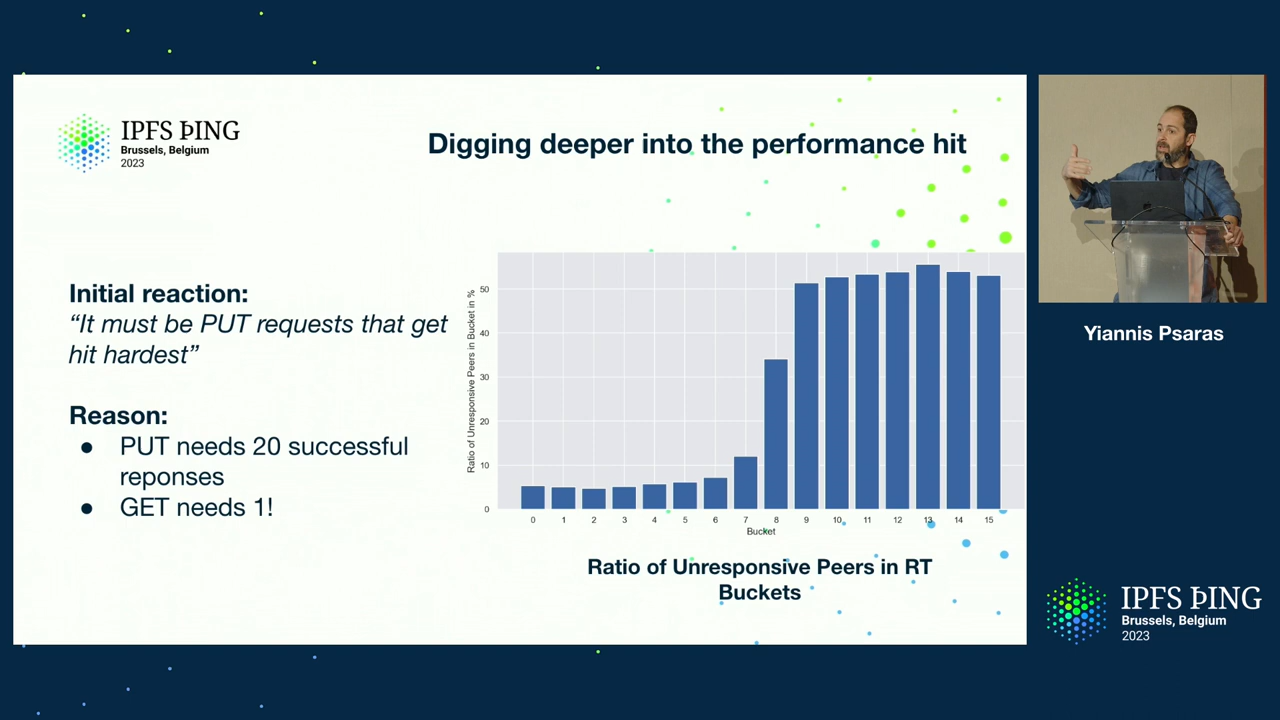 IPFS ÞING
Brussels, Belgium
2023
Digging deeper into the performance hit
Initial reaction:
“It must be PUT requests that get
hit hardest”
Reason:
● PUT needs 20 successful
reponses
● GET needs 1!
Ratio of Unresponsive Peers in Bucket in %
50
40
30
20
10
0
0 1 2 3 4 5 6 7 8 9 10 11 12 13 14 15
Bucket
Ratio of Unresponsive Peers in RT
Buckets
Yiannis Psaras
IPFS ÞING
Brussels, Belgium
2023